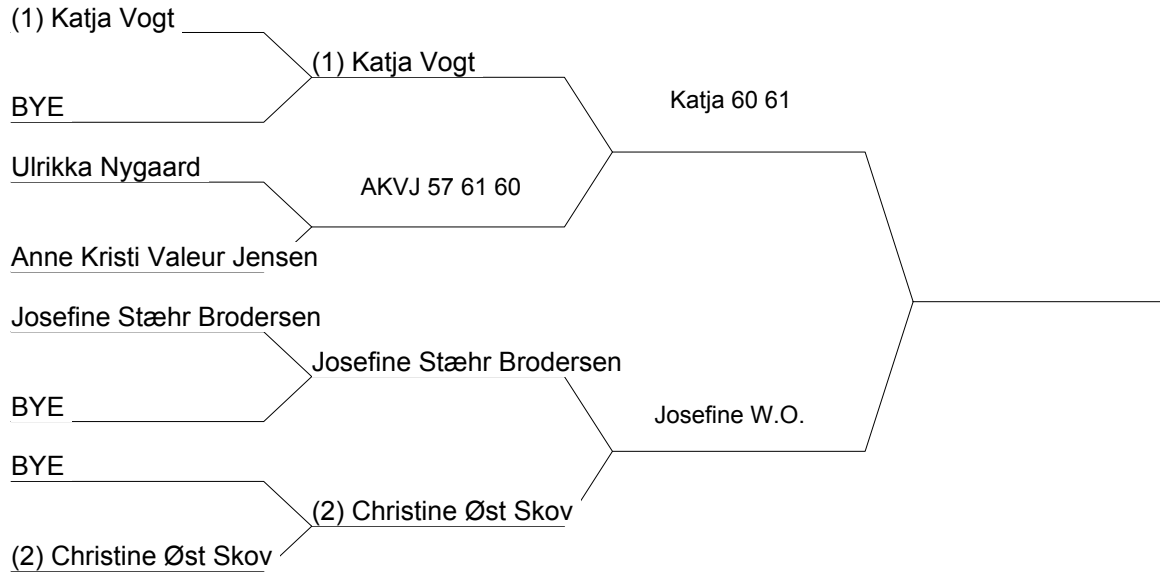 (1) Katja Vogt
(1) Katja Vogt
Katja 60 61
BYE
Ulrikka Nygaard
AKVJ 57 61 60
Anne Kristi Valeur Jensen
Josefine Stæhr Brodersen
Josefine Stæhr Brodersen
BYE
Josefine W.O.
BYE
(2) Christine Øst Skov
(2) Christine Øst Skov